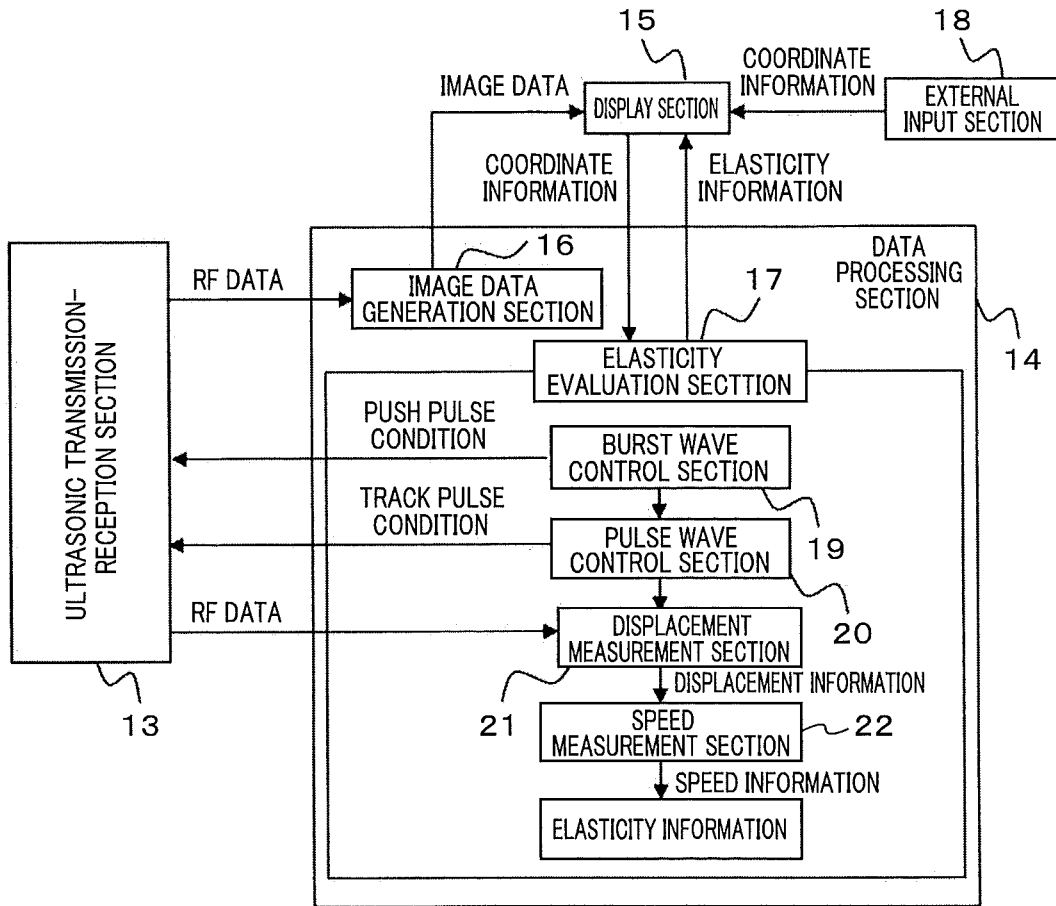 15
18
COORDINATE
INFORMATION
IMAGE DATA
DISPLAY SECTION
EXTERNAL
INPUT SECTION
COORDINATE
INFORMATION
ELASTICITY
INFORMATION
16
DATA
PROCESSING
SECTION
14
RF DATA
IMAGE DATA
GENERATION SECTION
17
ELASTICITY
EVALUATION SECTTION
ULTRASONIC TRANSMISSION-
RECEPTION SECTION
13
PUSH PULSE
CONDITION
BURST WAVE
CONTROL SECTION
19
TRACK PULSE
CONDITION
PULSE WAVE
CONTROL SECTION
20
RF DATA
DISPLACEMENT
MEASUREMENT SECTION
21
DISPLACEMENT INFORMATION
SPEED
MEASUREMENT SECTION
22
SPEED INFORMATION
ELASTICITY INFORMATION